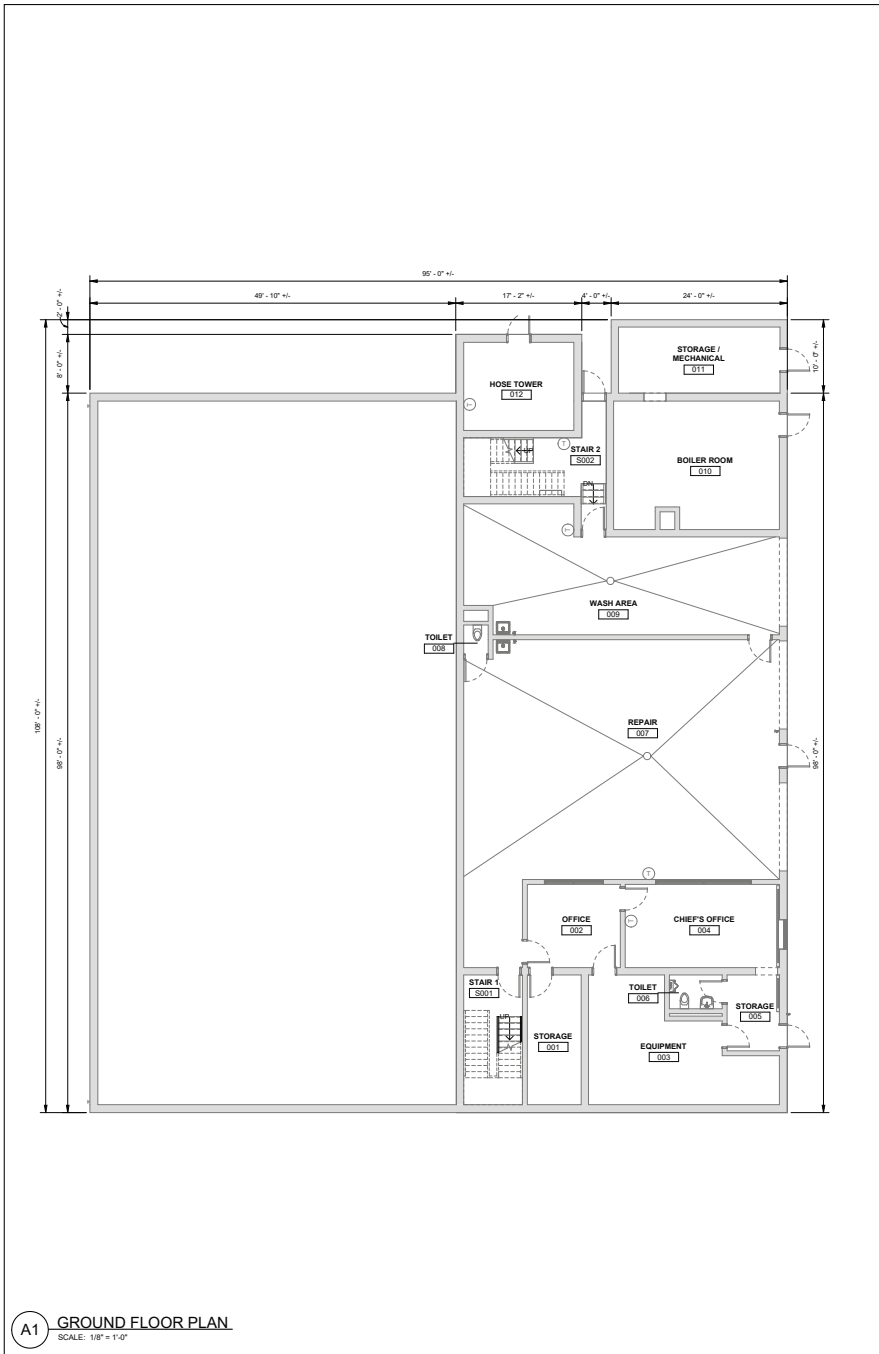 95' - 0" +/-
49' - 10" +/-
17' - 2" +/-
4' - 0" +/-
24' - 0" +/-
2' - 0" +/-
8' - 0" +/-
10' - 0" +/-
STORAGE /
MECHANICAL
011
HOSE TOWER
012
T
UP
T
STAIR 2
S002
BOILER ROOM
010
DN
T
WASH AREA
009
TOILET
008
REPAIR
007
108' - 0" +/-
98' - 0" +/-
98' - 0" +/-
T
OFFICE
002
T
CHIEF'S OFFICE
004
STAIR 1
S001
TOILET
006
STORAGE
005
UP
STORAGE
001
EQUIPMENT
003
A1
GROUND FLOOR PLAN
SCALE: 1/8" = 1'-0"